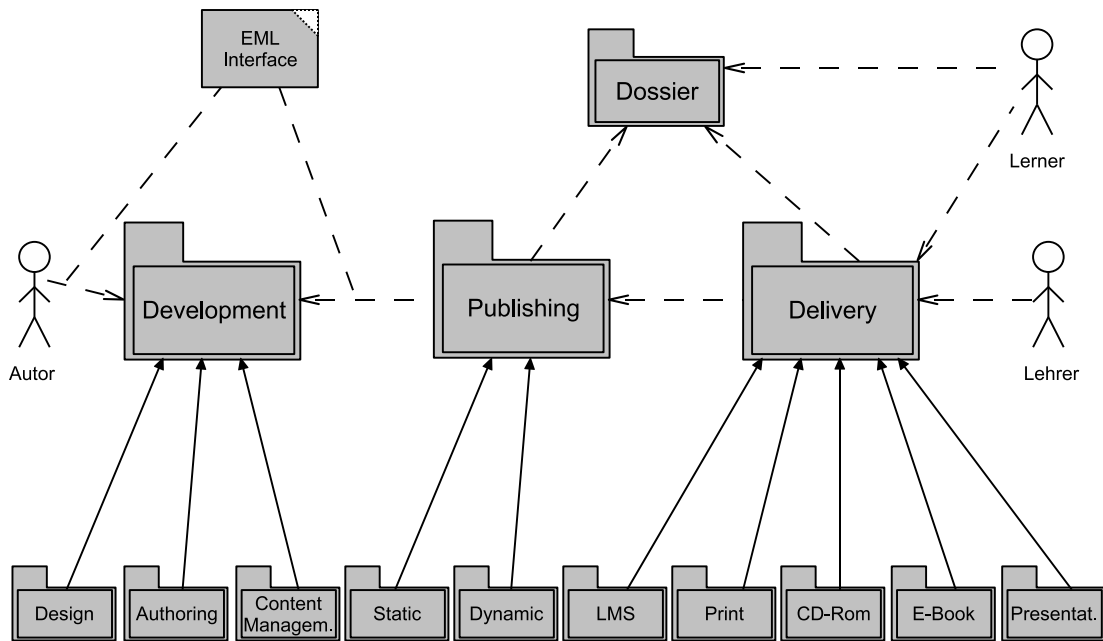 EML
Interface
Dossier
Lerner
Development
Publishing
Delivery
Autor
Lehrer
Design
Authoring
Content
Managem.
Static
Dynamic
LMS
Print
CD-Rom
E-Book
Presentat.